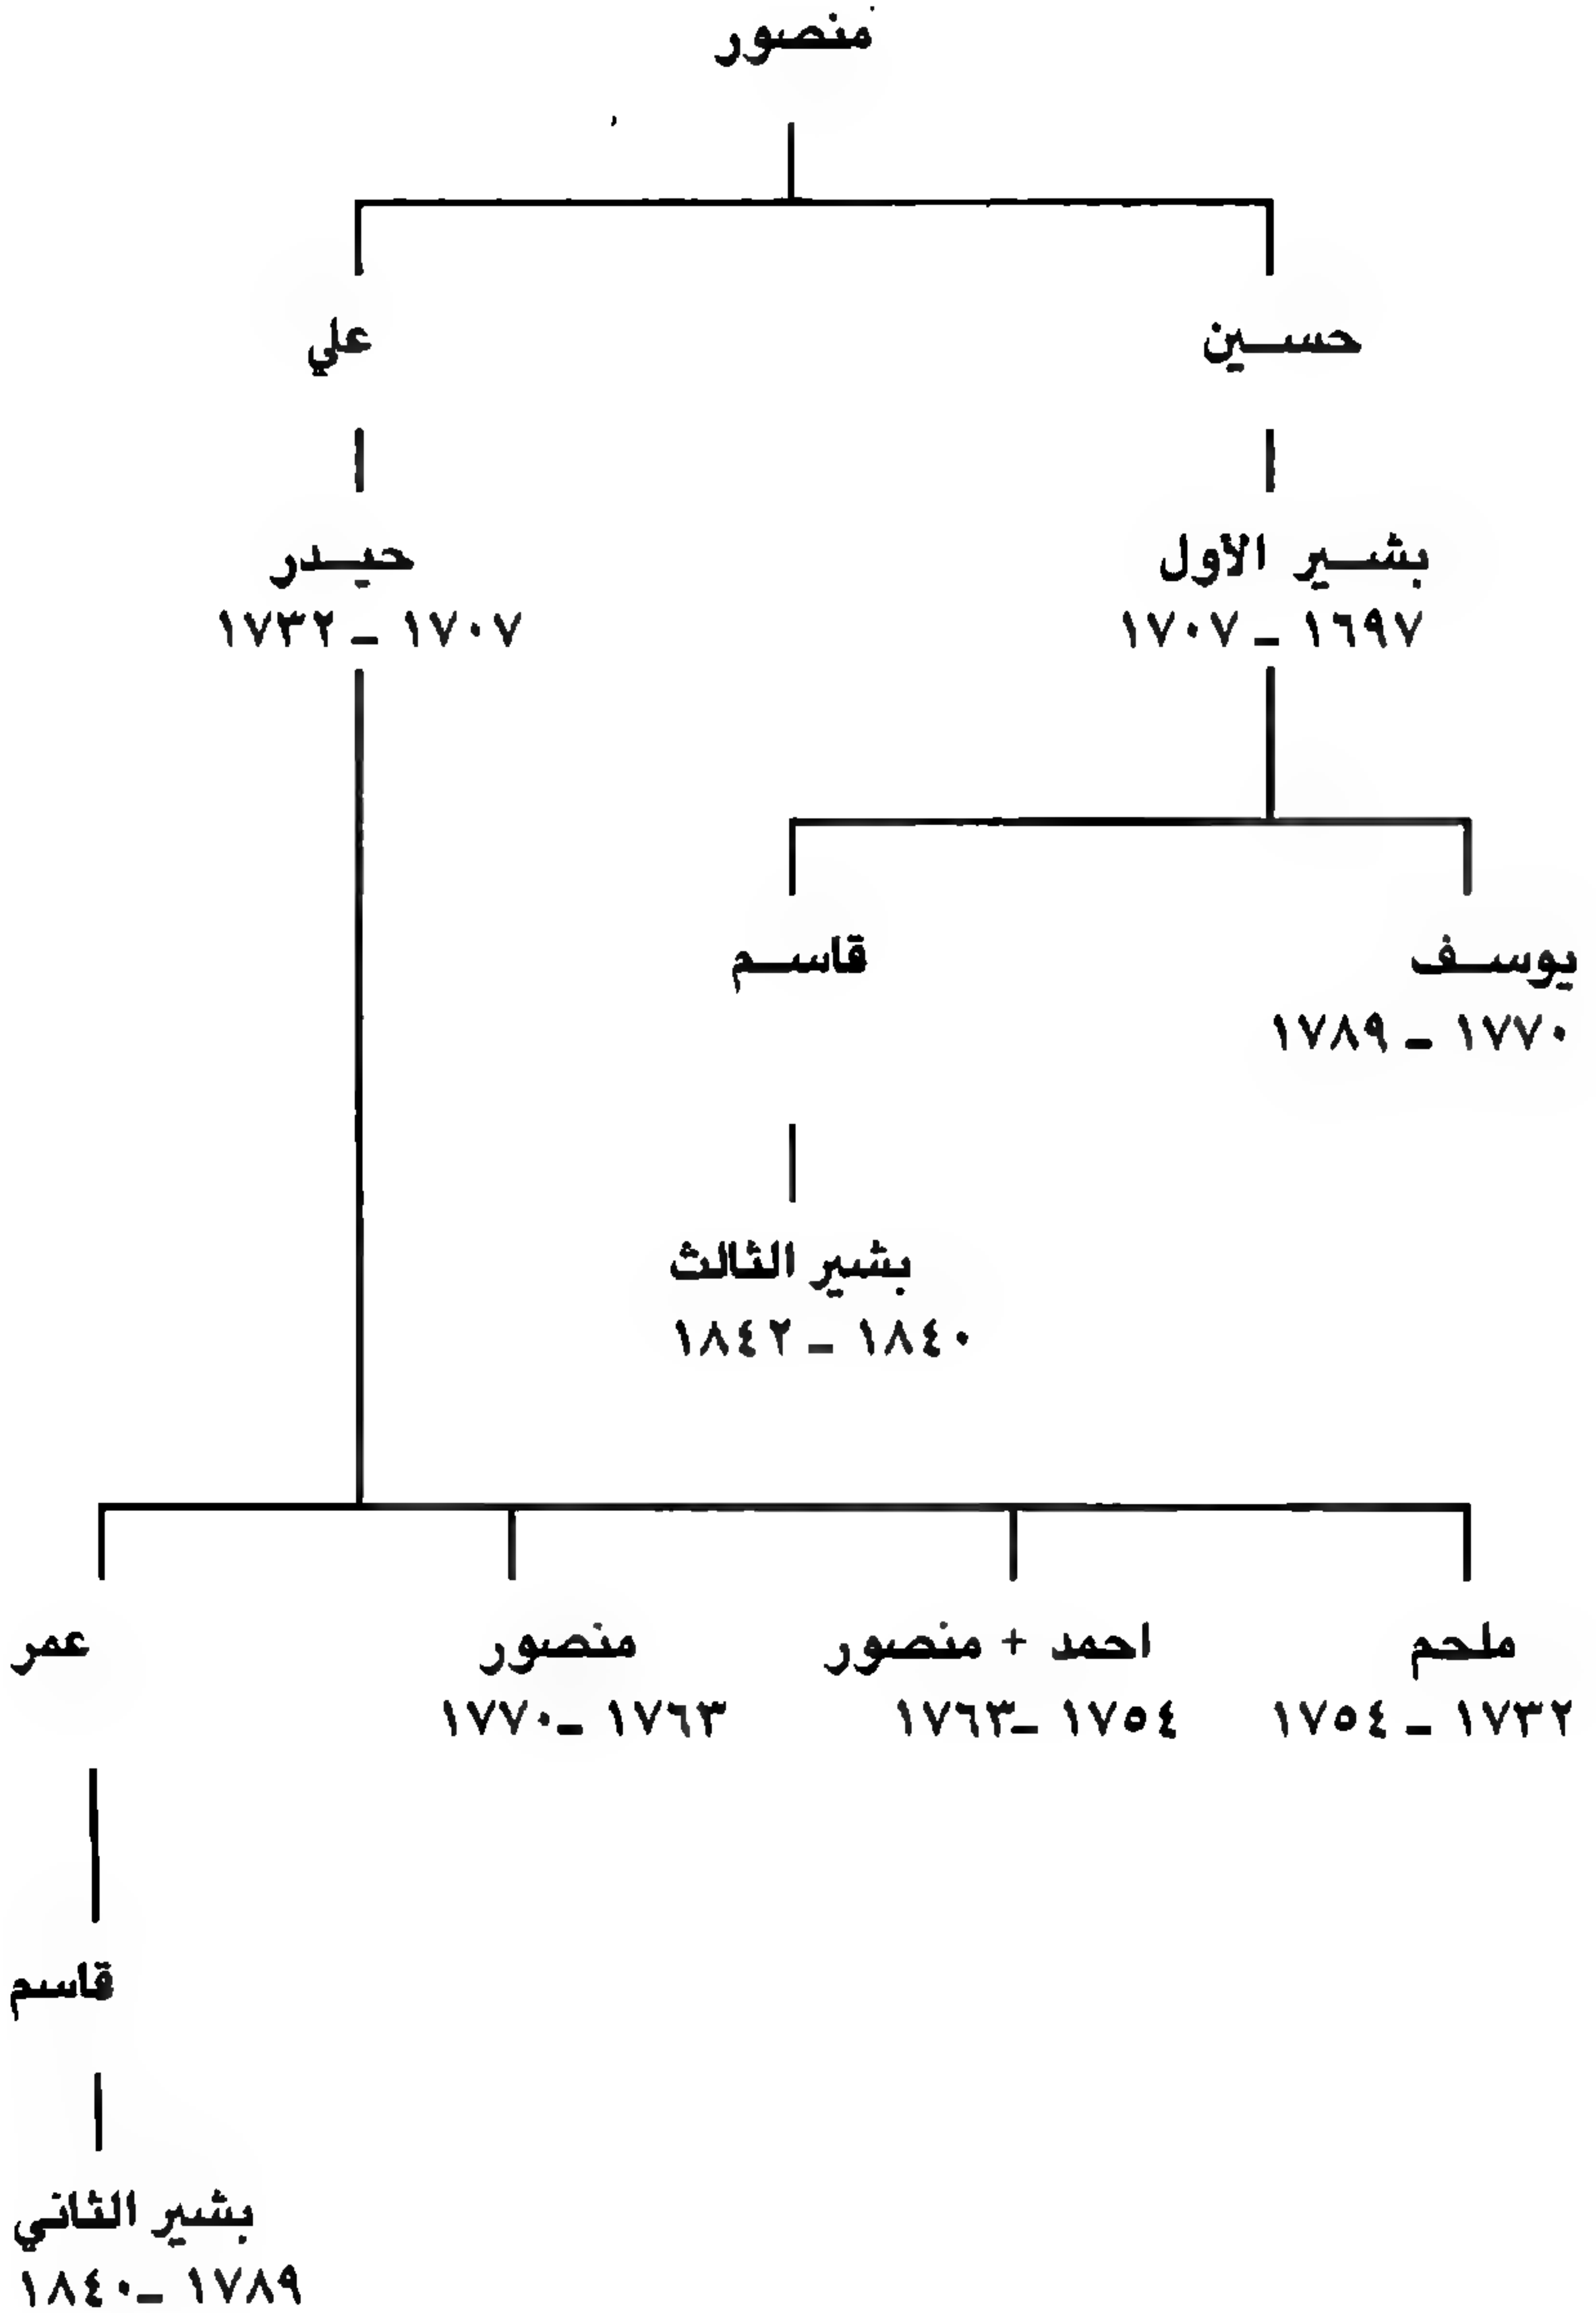 منصور
حسين
علي
بشير الأول
١٦٩٧ - ١٧٠٧
حيدر
١٧٠٧ - ١٧٣٢
يوسف
١٧٧٠ - ١٧٨٩
قاسم
بشير الثالث
١٨٤٠ - ١٨٤٢
ملحم
١٧٣٢ - ١٧٥٤
احمد + منصور
١٧٥٤ - ١٧٦٣
منصور
١٧٦٣ - ١٧٧٠
عمر
قاسم
بشير الثاني
١٧٨٩ - ١٨٤٠